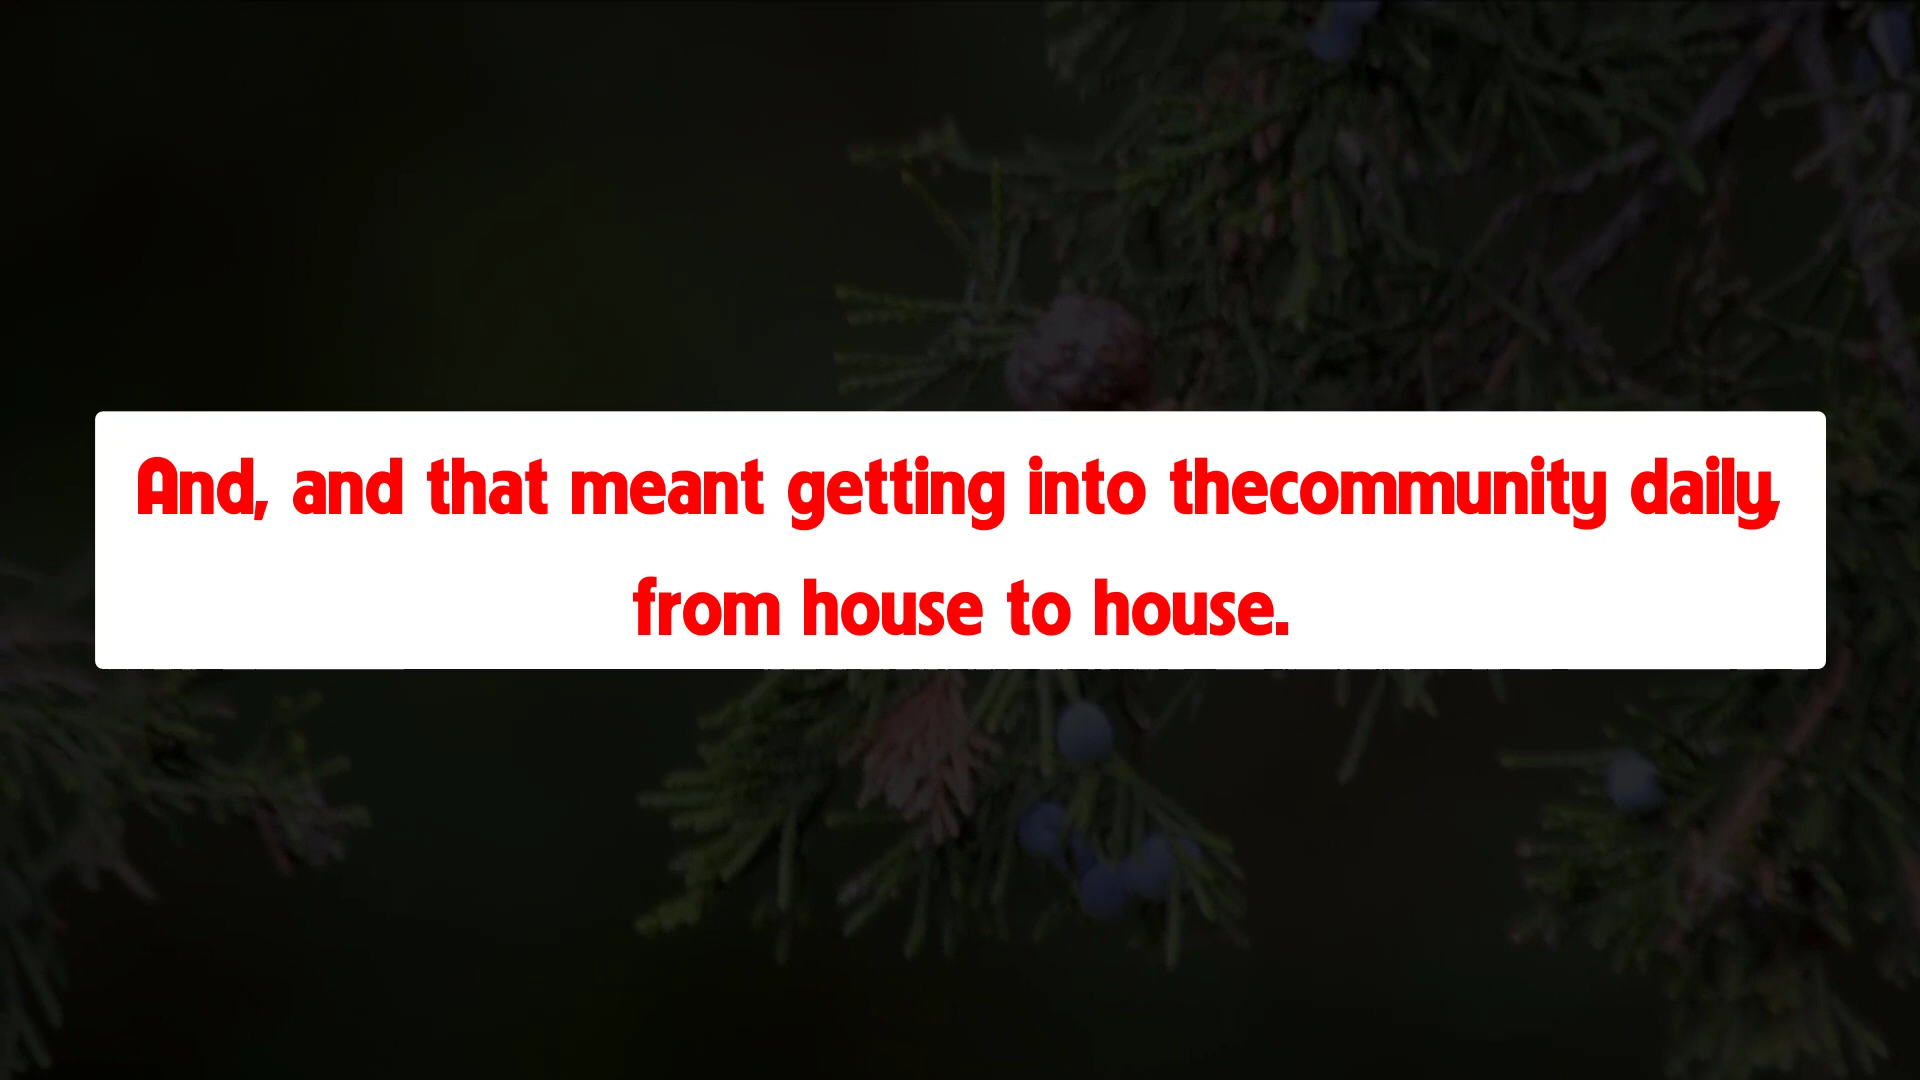 And, and that meant getting into thecommunity daily,
from house to house.